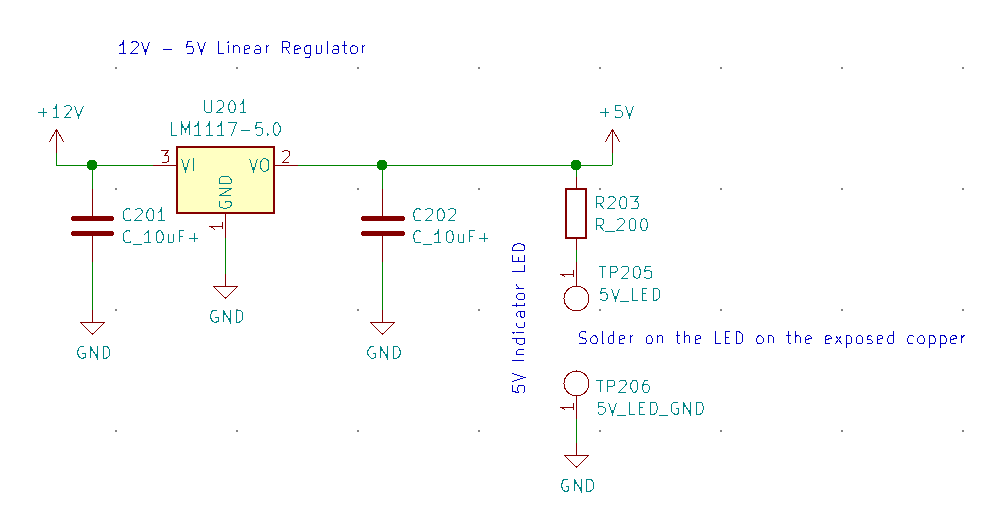 12V - 5V Linear Regulator
+12V
U201
LM1117-5.0
+5V
3
VI
VO
2
GND
1
C201
C_10uF+
C202
C_10uF+
R203
R_200
GND
GND
GND
5V Indicator LED
1
TP205
5V_LED
Solder on the LED on the exposed copper
TP206
5V_LED_GND
1
GND